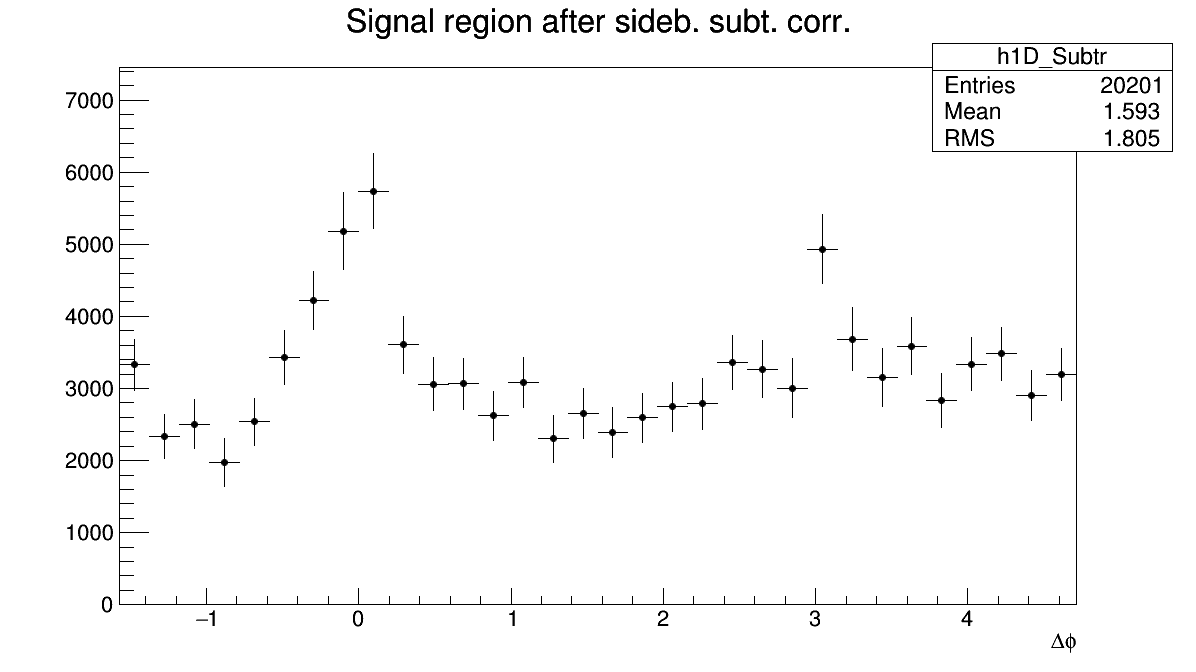 Signal region after sideb. subt. corr.
h1D_Subtr
Entries 20201
Mean 1.593
RMS 1.805
7000
6000
5000
4000
3000
2000
1000
0
−1 0 1 2 3 4
Δϕ